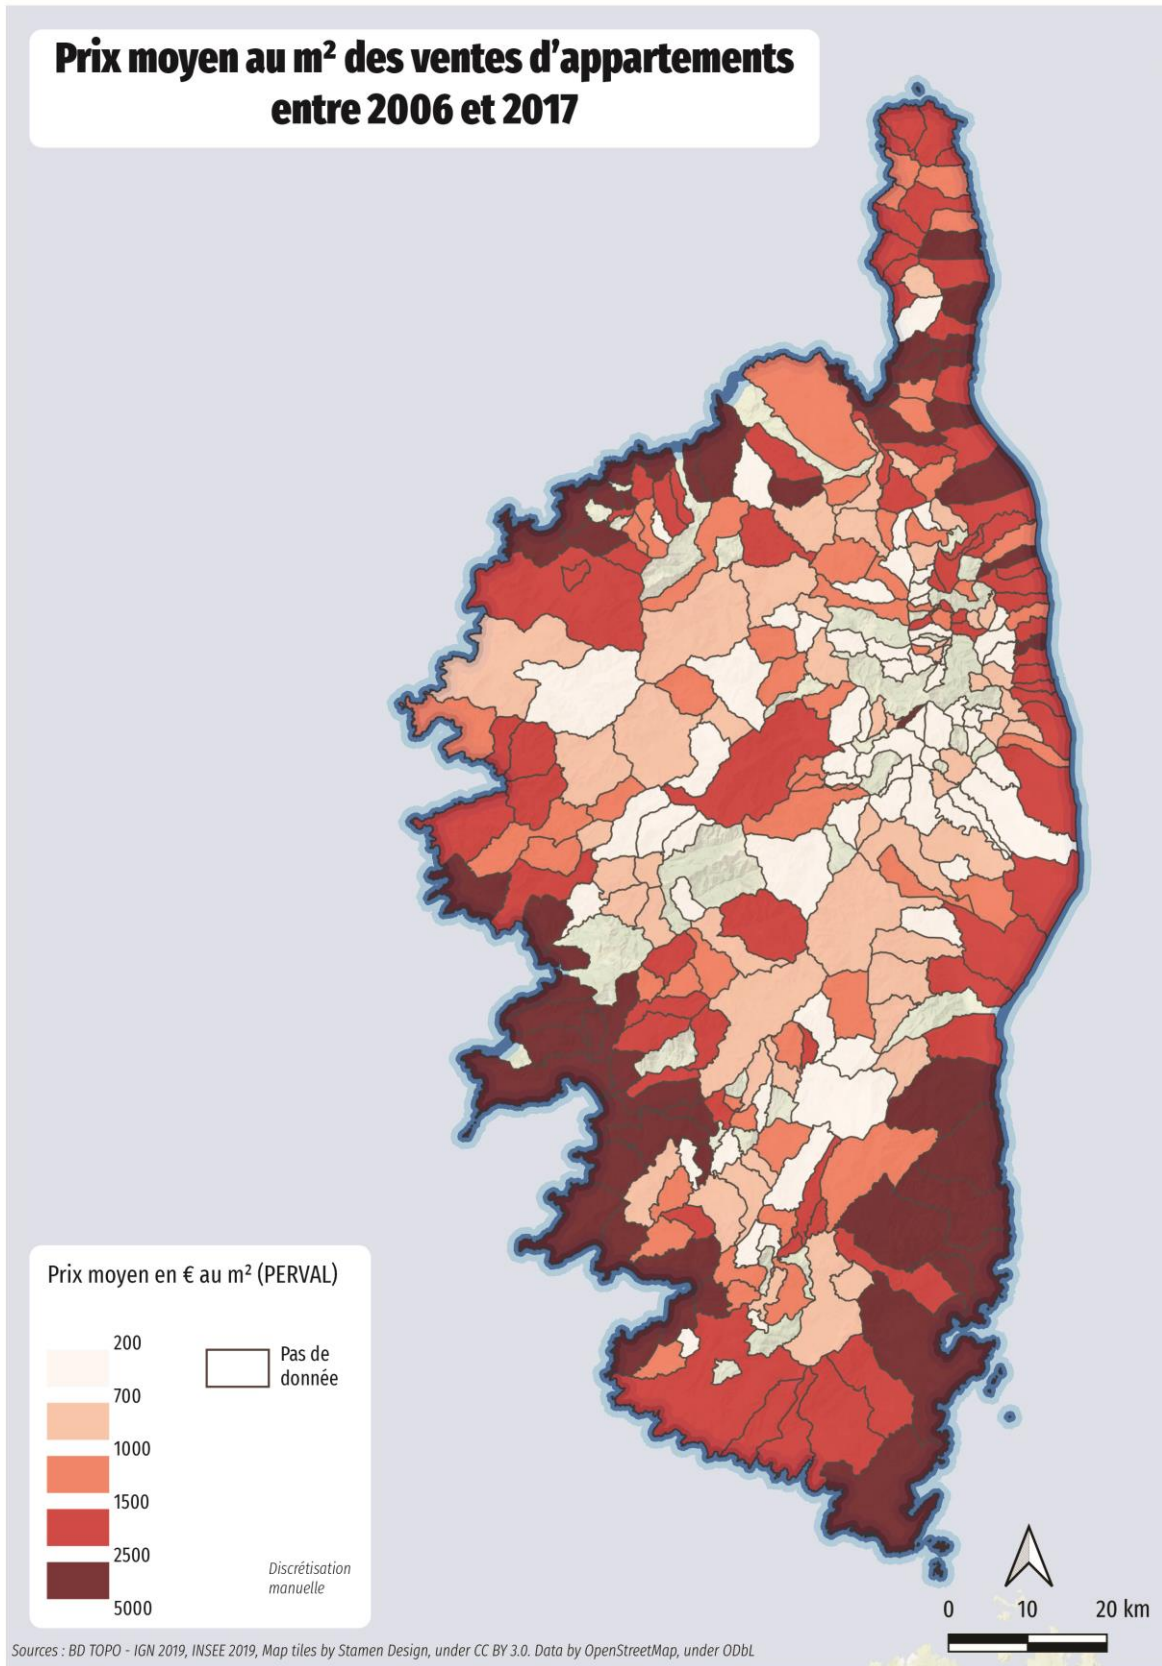 Prix moyen au m² des ventes d'appartements
entre 2006 et 2017
Prix moyen en € au m² (PERVAL)
200
700
1000
1500
2500
5000
Pas de
donnée
Discrétisation
manuelle
0 10 20 km
Sources : BD TOPO - IGN 2019, INSEE 2019, Map tiles by Stamen Design, under CC BY 3.0. Data by OpenStreetMap, under ODbL